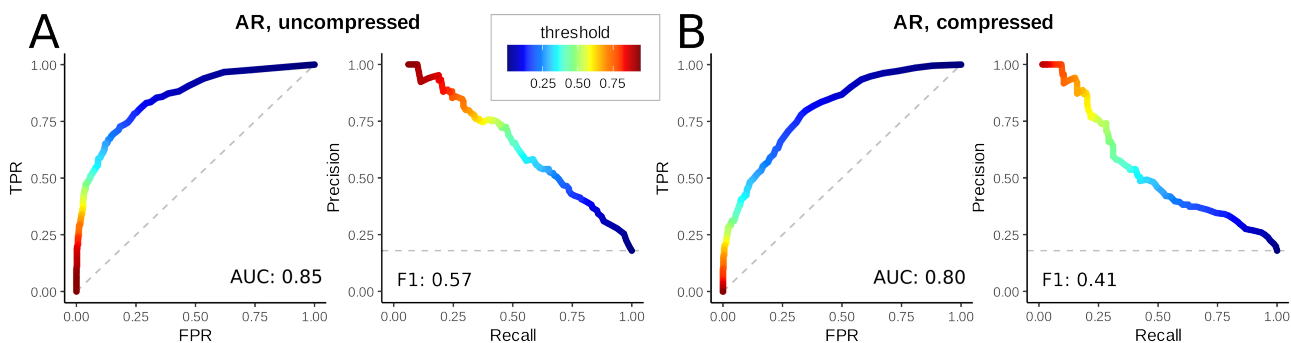 A
AR, uncompressed
threshold
0.25 0.50 0.75
B
AR, compressed
TPR
1.00
0.75
0.50
0.25
0.00
AUC: 0.85
0.00 0.25 0.50 0.75 1.00
FPR
Precision
1.00
0.75
0.50
0.25
0.00
F1: 0.57
0.00 0.25 0.50 0.75 1.00
Recall
TPR
1.00
0.75
0.50
0.25
0.00
AUC: 0.80
0.00 0.25 0.50 0.75 1.00
FPR
Precision
1.00
0.75
0.50
0.25
0.00
F1: 0.41
0.00 0.25 0.50 0.75 1.00
Recall